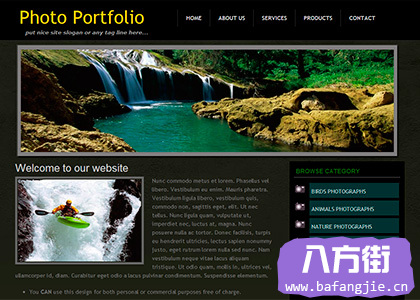 Photo Portfolio
put nice site slogan or any tag line here...
HOME
ABOUT US
SERVICES
PRODUCTS
CONTACT
Welcome to our website
Nunc commodo metus et lorem. Phasellus vel
libero. Vestibulum eu enim. Mauris pharetra.
Vestibulum ligula libero, vestibulum quis,
commodo non, sagittis eget, elit. Ut nec
tellus. Nunc ligula quam, vulputate ut,
imperdiet nec, luctus at, magna. Nunc
posuere nulla ac tortor. Donec facilisis, turpis
eu hendrerit ultricies, lectus sapien nonummy
justo, eget rutrum lorem nulla sed nunc. Nam
vestibulum neque vitae lacus aliquam
tristique. Ut odio quam, mollis in, ultrices vel,
ullamcorper id, diam. Curabitur eget odio a lacus pulvinar condimentum. Suspendisse elementum.
You CAN use this design for both personal or commercial purposes free of charge.
BROWSE CATEGORY
BIRDS PHOTOGRAPHS
ANIMALS PHOTOGRAPHS
NATURE PHOTOGRAPHS
八方街
www.bafangjie.cn